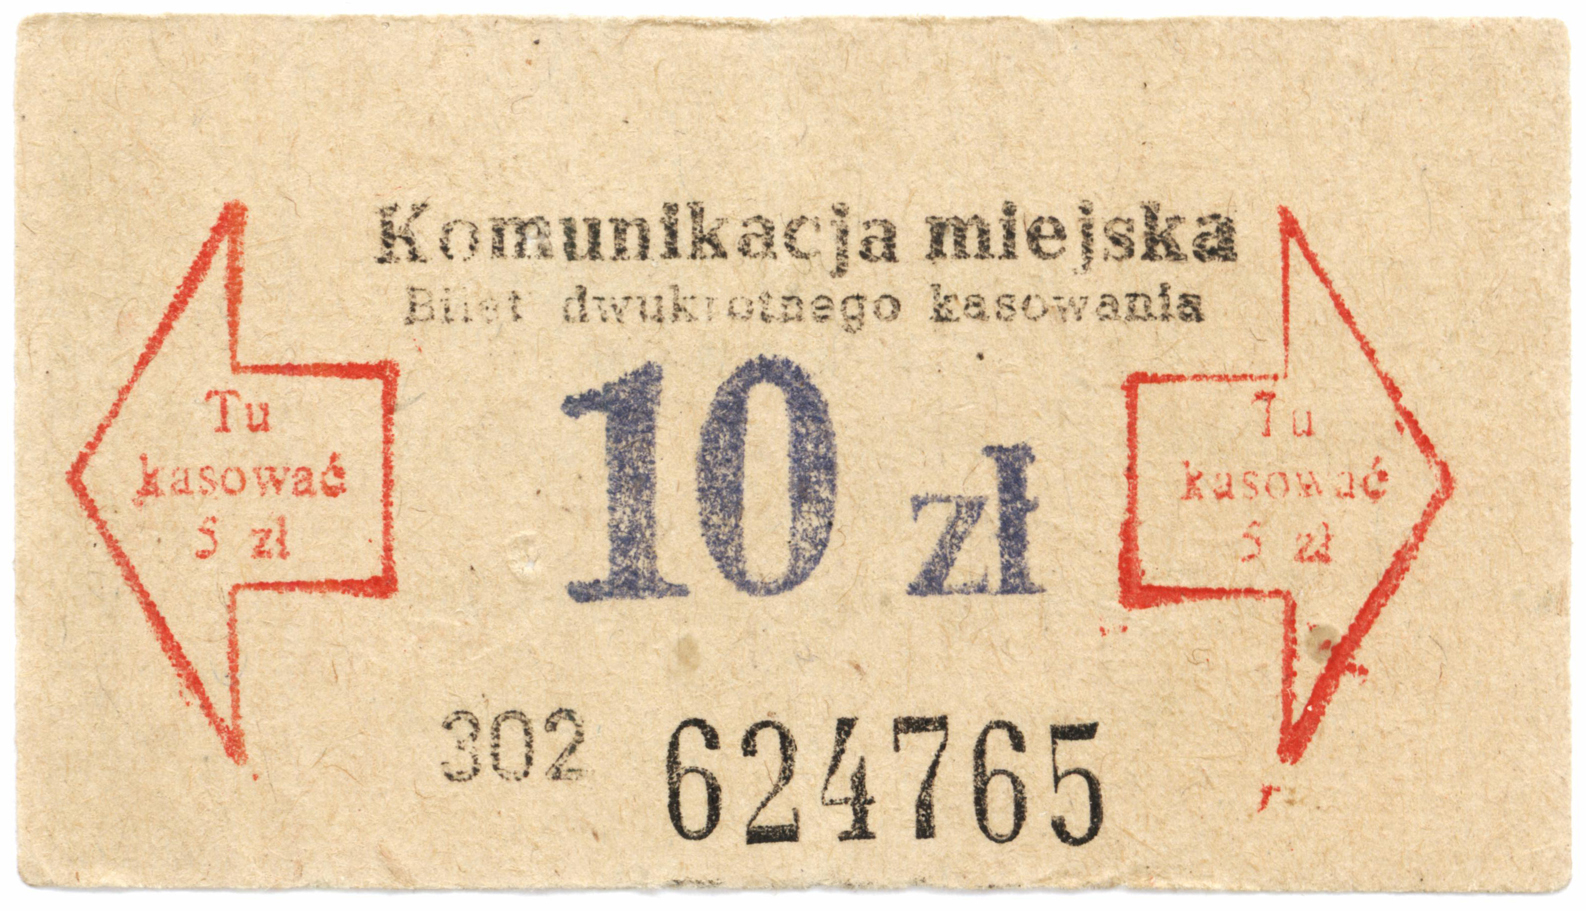 Komunikacja miejska
Bilet dwukrotnego kasowania
Tu
kasować
5 zł
10 zł
Tu
kasować
5 zł
302 624765